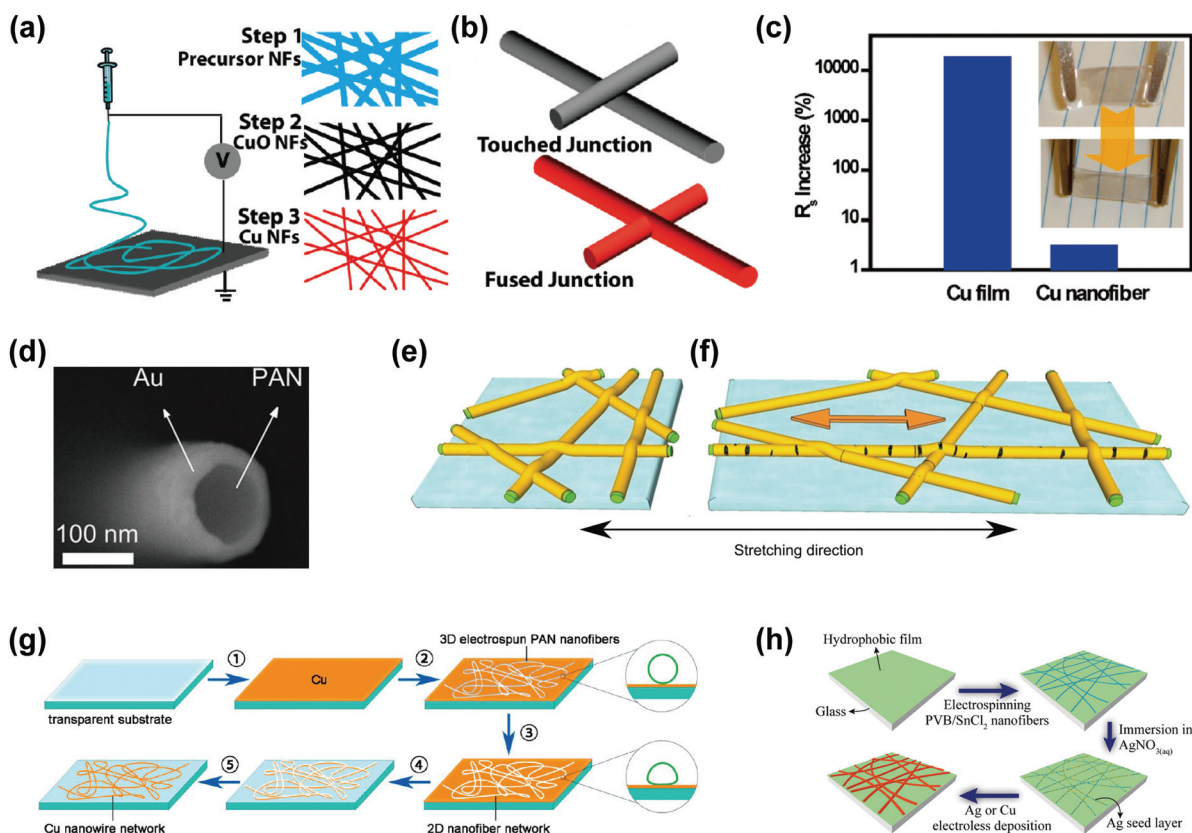 (a)
Step 1
Precursor NFs
Step 2
CuO NFs
Step 3
Cu NFs
V
(b)
Touched Junction
Fused Junction
(c)
Rs Increase (%)
10000
1000
100
10
1
Cu film
Cu nanofiber
(d)
Au
PAN
100 nm
(e)
(f)
Stretching direction
(g)
3D electrospun PAN nanofibers
①
②
Cu
transparent substrate
③
⑤
④
Cu nanowire network
2D nanofiber network
(h)
Hydrophobic film
Glass
Electrospinning
PVB/SnCl2 nanofibers
Immersion in
AgNO3(aq)
Ag or Cu
electroless deposition
Ag seed layer